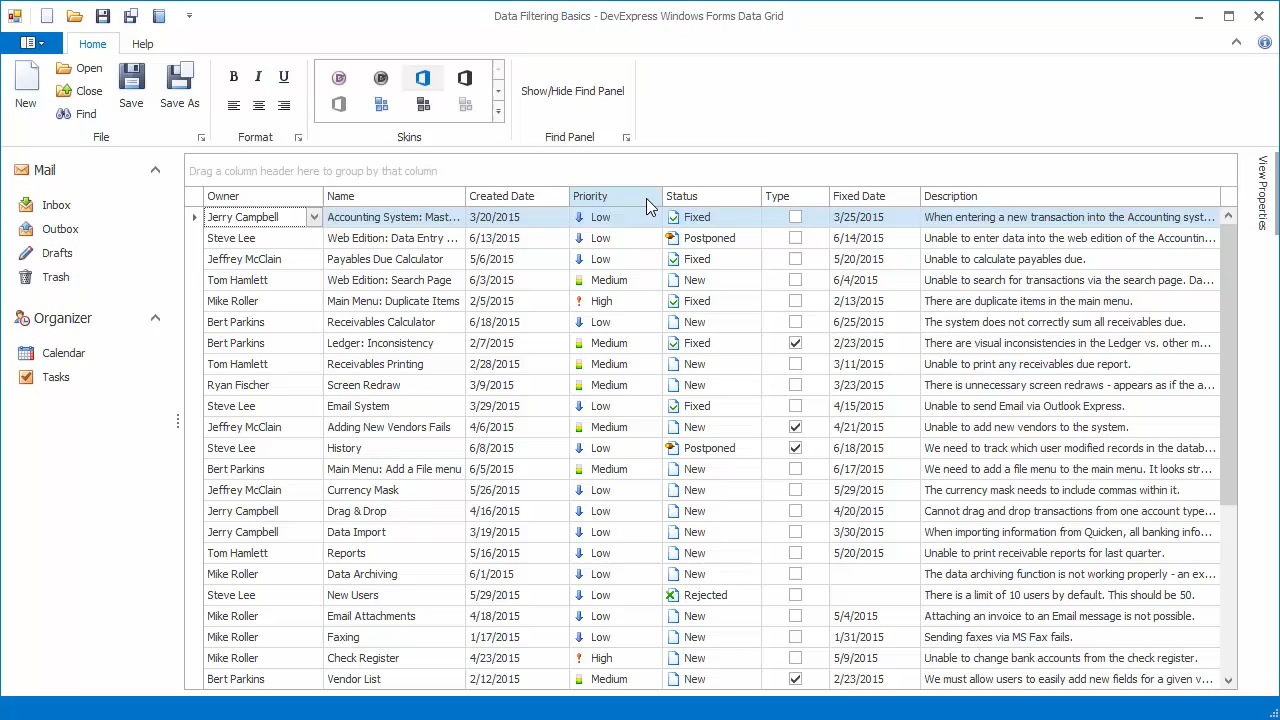 Data Filtering Basics - DevExpress Windows Forms Data Grid
Home Help
New Open Close Find Save Save As
B I U
Show/Hide Find Panel
File Format Skins Find Panel
Mail
Inbox
Outbox
Drafts
Trash
Organizer
Calendar
Tasks
View Properties
Drag a column header here to group by that column
Owner Name Created Date Priority Status Type Fixed Date Description
Jerry Campbell Accounting System: Mast... 3/20/2015 Low Fixed 3/25/2015 When entering a new transaction into the Accounting syst...
Steve Lee Web Edition: Data Entry ... 6/13/2015 Low Postponed 6/14/2015 Unable to enter data into the web edition of the Accountin...
Jeffrey McClain Payables Due Calculator 5/6/2015 Low Fixed 5/20/2015 Unable to calculate payables due.
Tom Hamlett Web Edition: Search Page 6/3/2015 Medium New 6/4/2015 Unable to search for transactions via the search page. Da...
Mike Roller Main Menu: Duplicate Items 2/5/2015 High Fixed 2/13/2015 There are duplicate items in the main menu.
Bert Parkins Receivables Calculator 6/18/2015 Low New 6/25/2015 The system does not correctly sum all receivables due.
Bert Parkins Ledger: Inconsistency 2/7/2015 Medium Fixed 2/23/2015 There are visual inconsistencies in the Ledger vs. other m...
Tom Hamlett Receivables Printing 2/28/2015 Medium New 3/11/2015 Unable to print any receivables due report.
Ryan Fischer Screen Redraw 3/9/2015 Medium New 3/23/2015 There is unnecessary screen redraws - appears as if the a...
Steve Lee Email System 3/29/2015 Low Fixed 4/15/2015 Unable to send Email via Outlook Express.
Jeffrey McClain Adding New Vendors Fails 4/6/2015 Medium New 4/21/2015 Unable to add new vendors to the system.
Steve Lee History 6/8/2015 Low Postponed 6/18/2015 We need to track which user modified records in the datab...
Bert Parkins Main Menu: Add a File menu 6/5/2015 Medium New 6/17/2015 We need to add a file menu to the main menu. It looks str...
Jeffrey McClain Currency Mask 5/26/2015 Low New 5/29/2015 The currency mask needs to include commas within it.
Jerry Campbell Drag & Drop 4/16/2015 Low New 4/20/2015 Cannot drag and drop transactions from one account type...
Jerry Campbell Data Import 3/19/2015 Low New 3/30/2015 When importing information from Quicken, all banking info...
Tom Hamlett Reports 5/16/2015 Low New 5/20/2015 Unable to print receivable reports for last quarter.
Mike Roller Data Archiving 6/1/2015 Low New The data archiving function is not working properly - an ex...
Steve Lee New Users 5/29/2015 Low Rejected There is a limit of 10 users by default. This should be 50.
Mike Roller Email Attachments 4/18/2015 Low New 5/4/2015 Attaching an invoice to an Email message is not possible.
Mike Roller Faxing 1/17/2015 Low New 1/31/2015 Sending faxes via MS Fax fails.
Mike Roller Check Register 4/23/2015 High New 5/9/2015 Unable to change bank accounts from the check register.
Bert Parkins Vendor List 2/12/2015 Medium New 2/23/2015 We must allow users to easily add new fields for a given v...